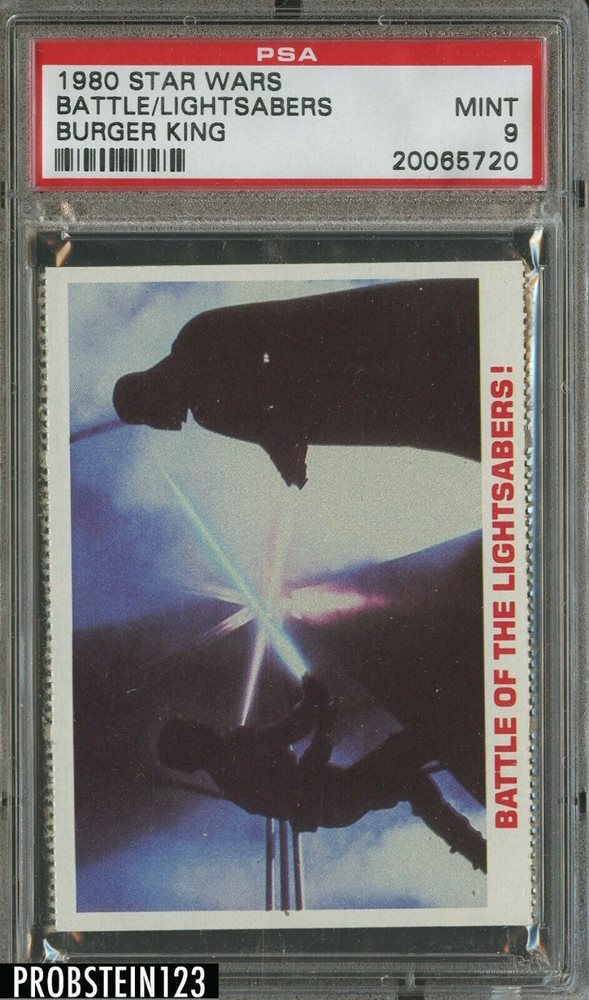 PSA
1980 STAR WARS
BATTLE/LIGHTSABERS MINT
BURGER KING 9
20065720
BATTLE OF THE LIGHTSABERS!
PROBSTEIN123